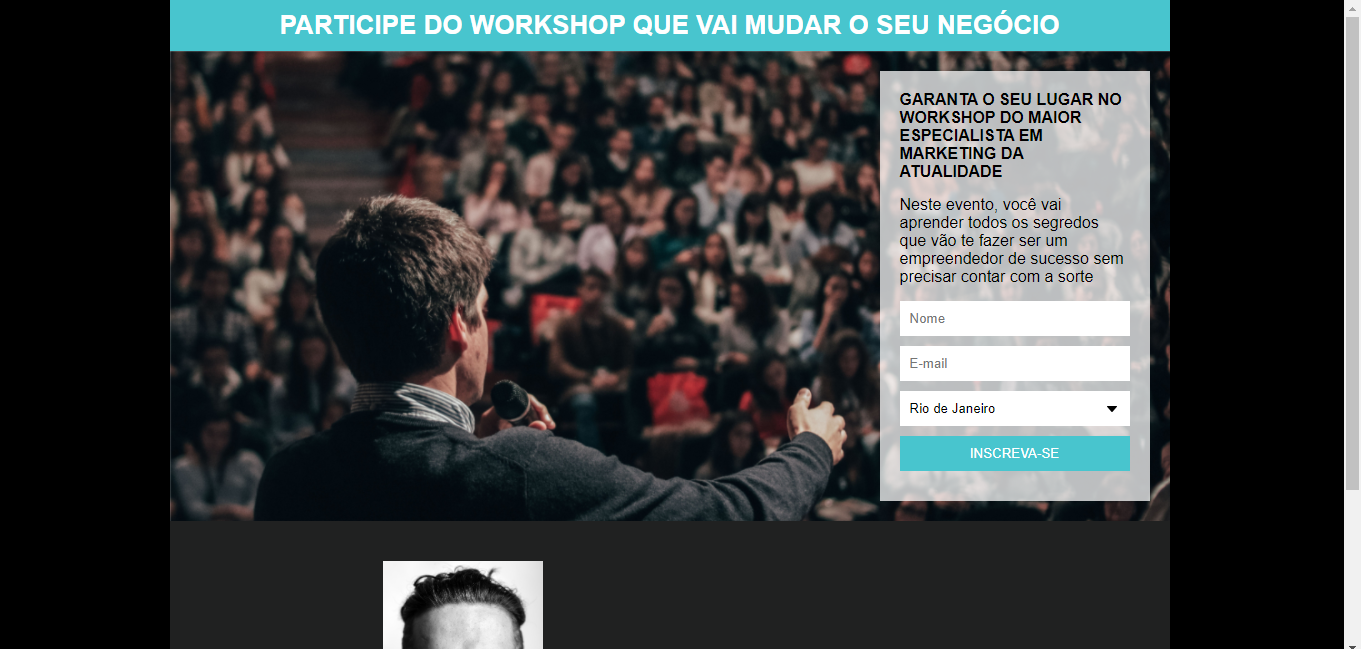 PARTICIPE DO WORKSHOP QUE VAI MUDAR O SEU NEGÓCIO
GARANTA O SEU LUGAR NO
WORKSHOP DO MAIOR
ESPECIALISTA EM
MARKETING DA
ATUALIDADE
Neste evento, você vai
aprender todos os segredos
que vão te fazer ser um
empreendedor de sucesso sem
precisar contar com a sorte
Nome
E-mail
Rio de Janeiro
INSCREVA-SE